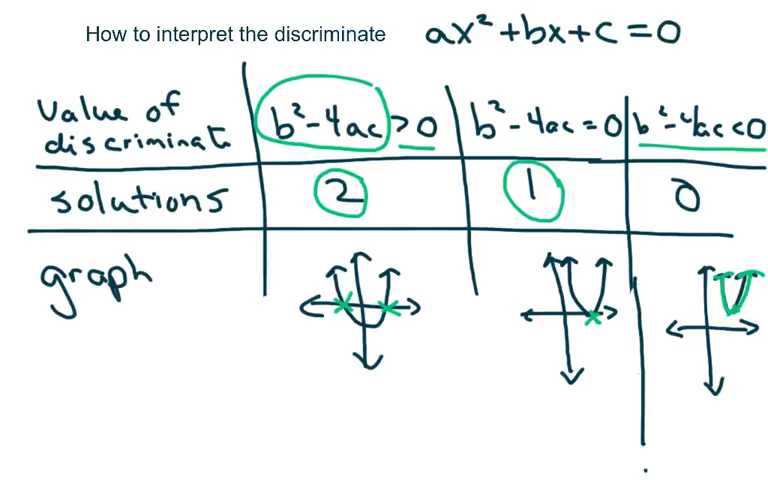 How to interpret the discriminate ax²+bx+c=0
Value of discriminat. b²-4ac>0 b²-4ac=0 b²-4ac<0
solutions 2 1 0
graph